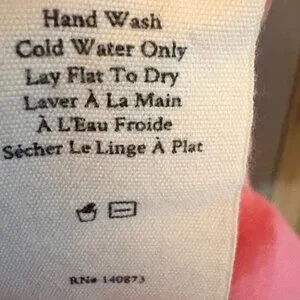 Hand Wash
Cold Water Only
Lay Flat To Dry
Laver À La Main
À L'Eau Froide
Sécher Le Linge À Plat
RN# 140873